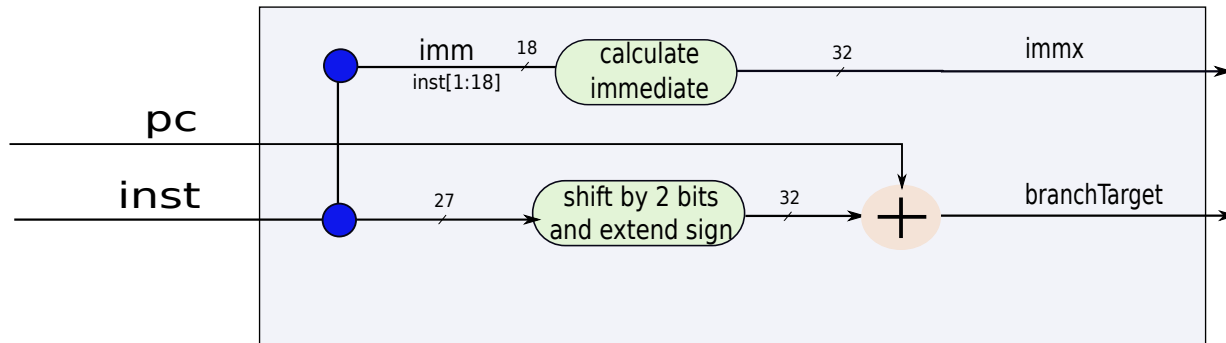 imm
18
inst[1:18]
calculate
immediate
32
immx
pc
inst
27
shift by 2 bits
and extend sign
32
+
branchTarget